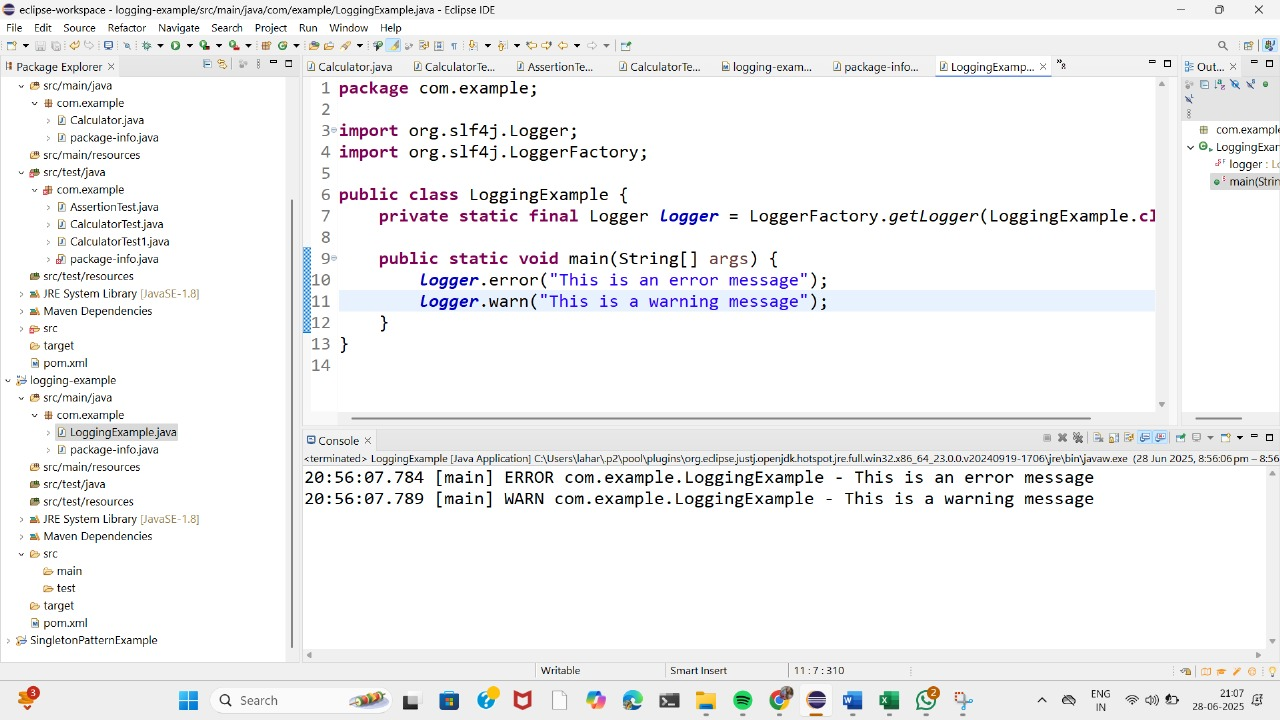 eclipse-workspace - logging-example/src/main/java/com/example/LoggingExample.java - Eclipse IDE
File Edit Source Refactor Navigate Search Project Run Window Help
Package Explorer
src/main/java
com.example
Calculator.java
package-info.java
src/main/resources
src/test/java
com.example
AssertionTest.java
CalculatorTest.java
CalculatorTest1.java
package-info.java
src/test/resources
JRE System Library [JavaSE-1.8]
Maven Dependencies
src
target
pom.xml
logging-example
src/main/java
com.example
LoggingExample.java
package-info.java
src/main/resources
src/test/java
src/test/resources
JRE System Library [JavaSE-1.8]
Maven Dependencies
src
main
test
target
pom.xml
SingletonPatternExample
Calculator.java CalculatorTe... AssertionTe... CalculatorTe... logging-exam... package-info... LoggingExamp... »8
1 package com.example;
2
3 import org.slf4j.Logger;
4 import org.slf4j.LoggerFactory;
5
6 public class LoggingExample {
7 private static final Logger logger = LoggerFactory.getLogger(LoggingExample.cl
8
9 public static void main(String[] args) {
10 logger.error("This is an error message");
11 logger.warn("This is a warning message");
12 }
13 }
14
Out...
com.example
LoggingExar
logger : Lo
main(Strin
Console
<terminated> LoggingExample [Java Application] C:\Users\lahar\.p2\pool\plugins\org.eclipse.justj.openjdk.hotspot.jre.full.win32.x86_64_23.0.0.v20240919-1706\jre\bin\javaw.exe (28 Jun 2025, 8:56:06 pm – 8:56
20:56:07.784 [main] ERROR com.example.LoggingExample - This is an error message
20:56:07.789 [main] WARN com.example.LoggingExample - This is a warning message
Writable Smart Insert 11 : 7 : 310
3
Search
2
ENG
IN
21:07
28-06-2025